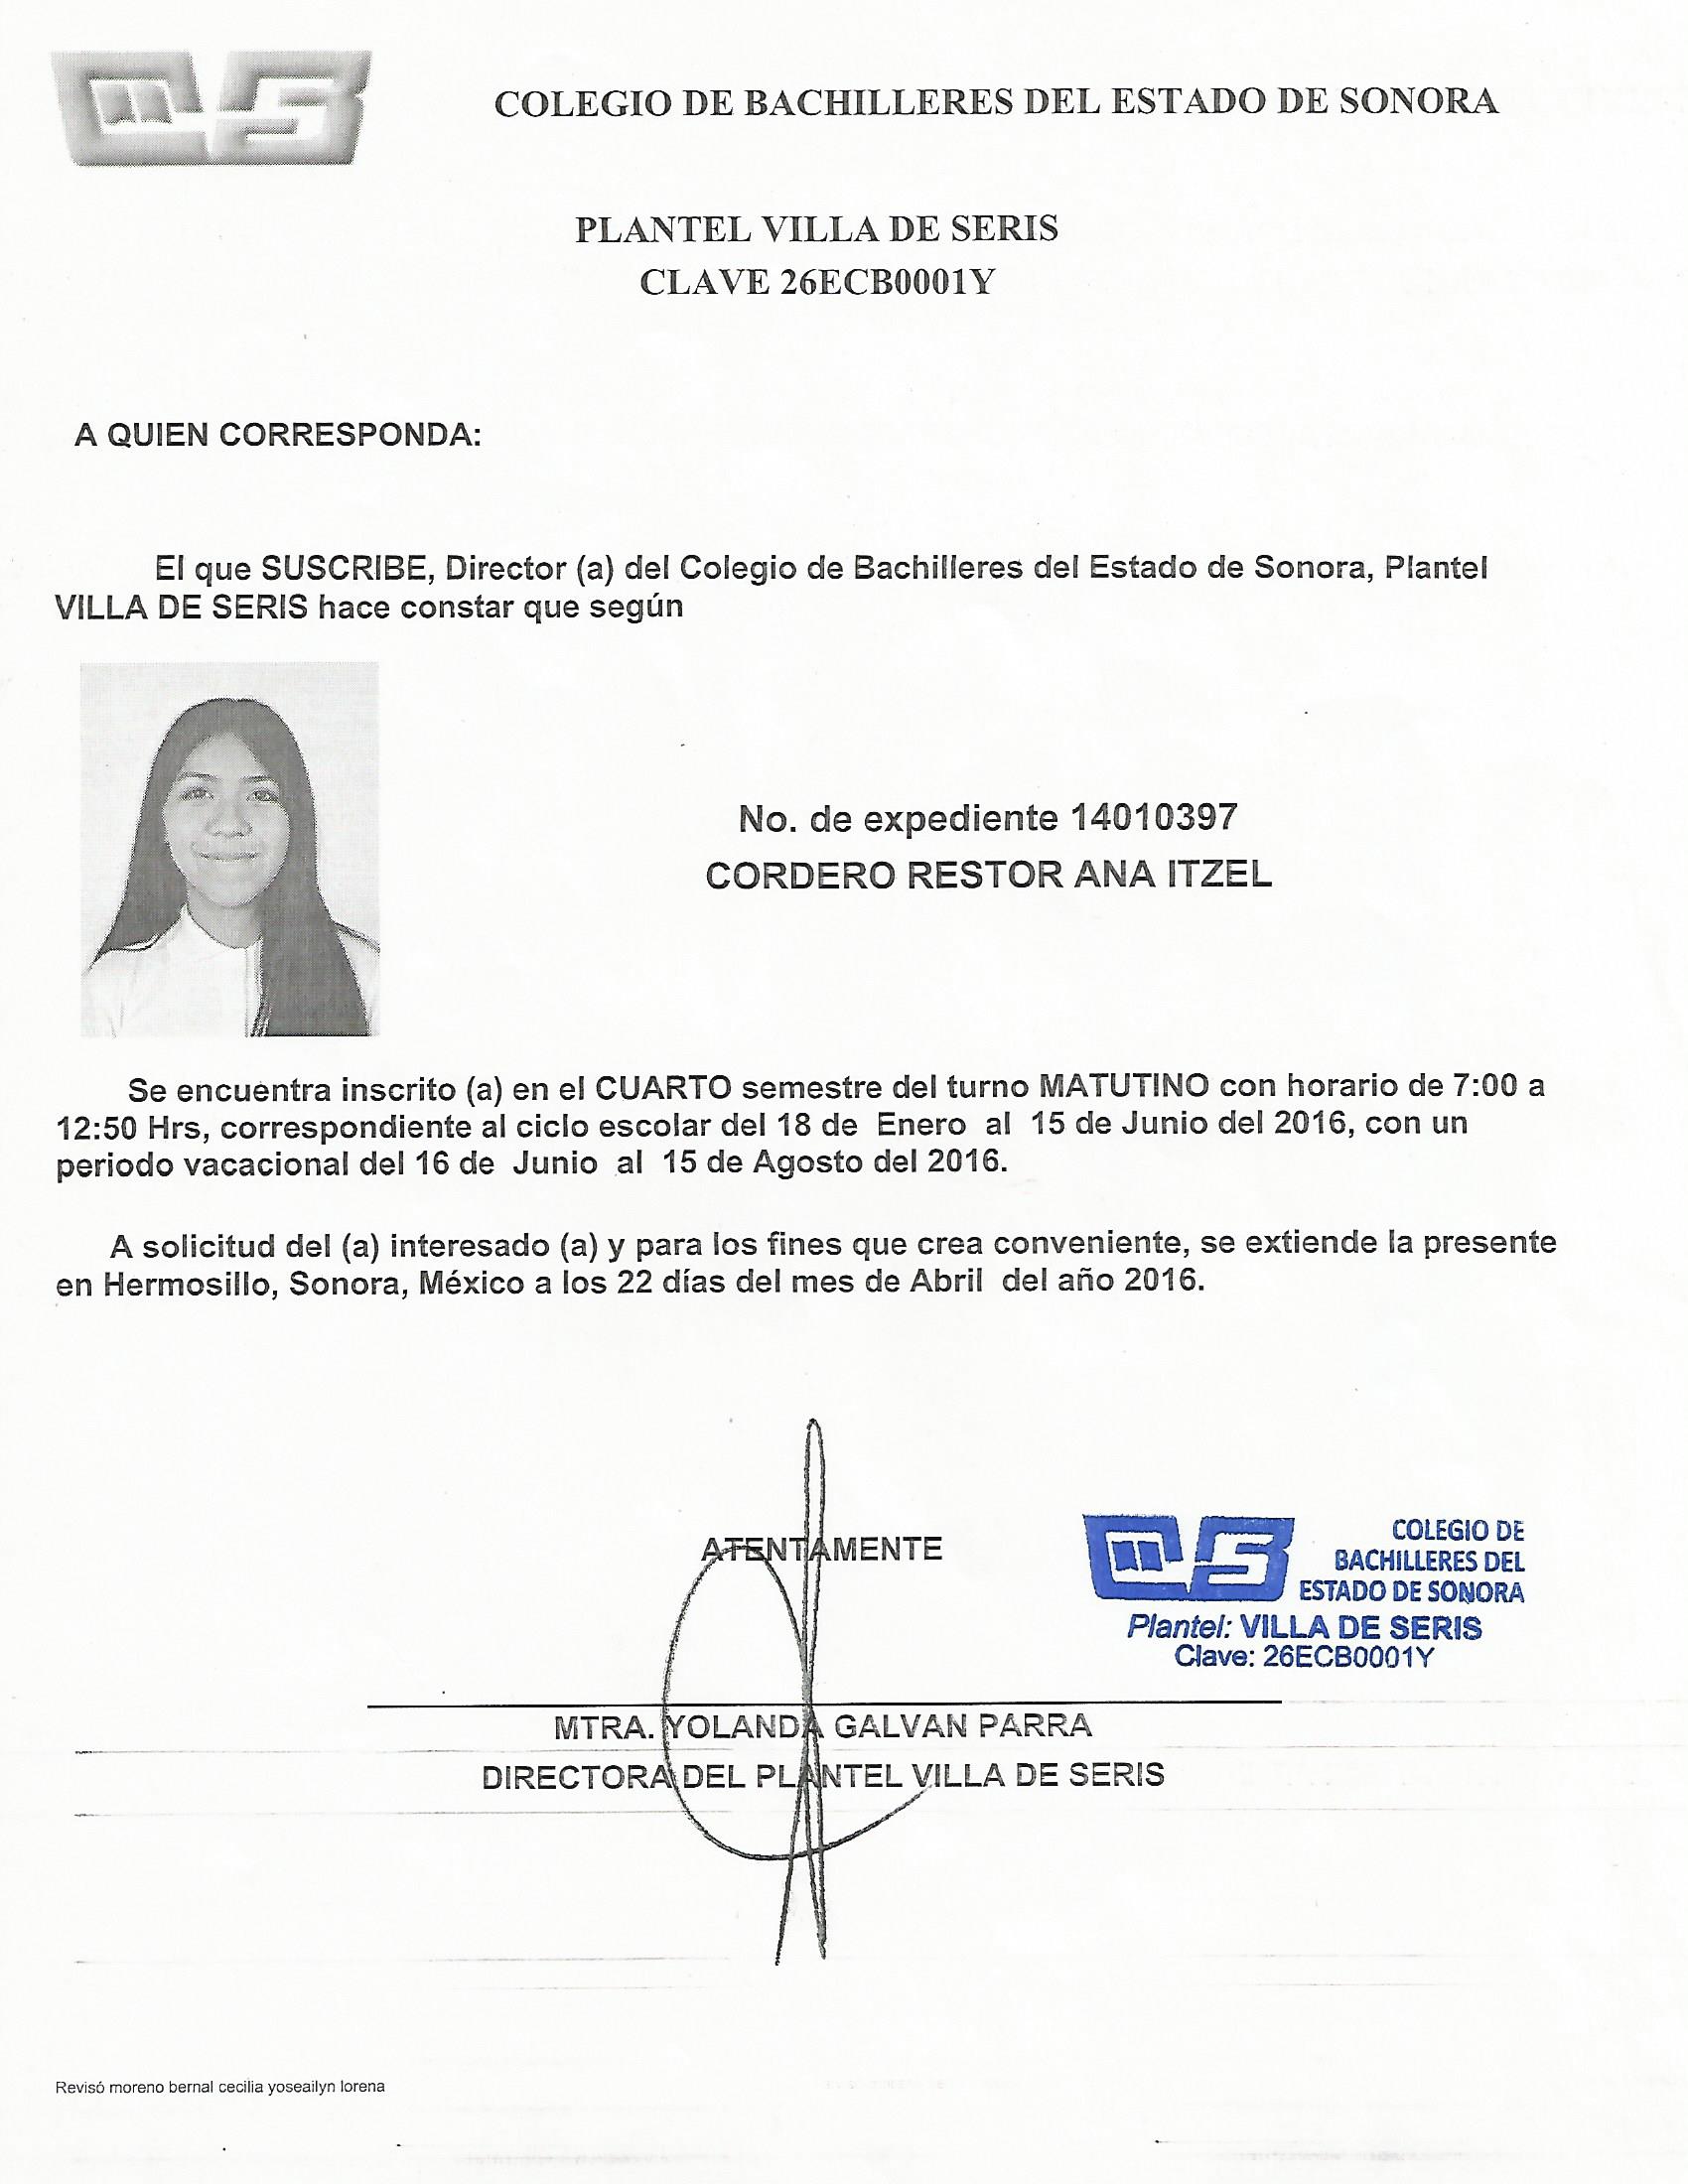 COLEGIO DE BACHILLERES DEL ESTADO DE SONORA
PLANTEL VILLA DE SERIS
CLAVE 26ECB0001Y
A QUIEN CORRESPONDA:
El que SUSCRIBE, Director (a) del Colegio de Bachilleres del Estado de Sonora, Plantel
VILLA DE SERIS hace constar que según
No. de expediente 14010397
CORDERO RESTOR ANA ITZEL
Se encuentra inscrito (a) en el CUARTO semestre del turno MATUTINO con horario de 7:00 a
12:50 Hrs, correspondiente al ciclo escolar del 18 de Enero al 15 de Junio del 2016, con un
periodo vacacional del 16 de Junio al 15 de Agosto del 2016.
A solicitud del (a) interesado (a) y para los fines que crea conveniente, se extiende la presente
en Hermosillo, Sonora, México a los 22 días del mes de Abril del año 2016.
ATENTAMENTE
COLEGIO DE
BACHILLERES DEL
ESTADO DE SONORA
Plantel: VILLA DE SERIS
Clave: 26ECB0001Y
MTRA. YOLANDA GALVAN PARRA
DIRECTORA DEL PLANTEL VILLA DE SERIS
Revisó moreno bernal cecilia yoseailyn lorena